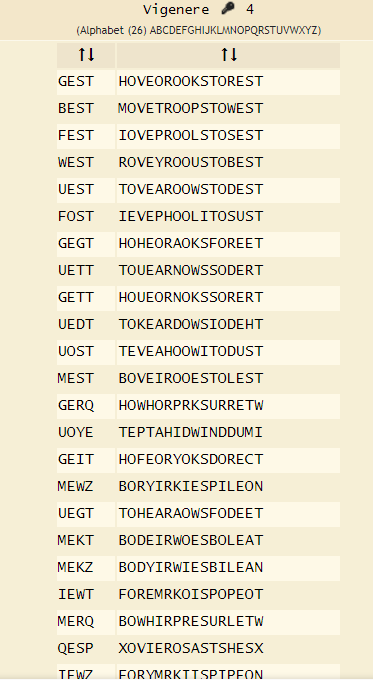 Vigenere 🔑 4
(Alphabet (26) ABCDEFGHIJKLMNOPQRSTUVWXYZ)
↑↓ ↑↓
GEST HOVEOROOKSTOREST
BEST MOVETROOPSTOWEST
FEST IOVEPROOLSTOSEST
WEST ROVEYROOUSTOBEST
UEST TOVEAROOWSTODEST
FOST IEVEPHOOLITOSUST
GEGT HOHEORAOKSFOREET
UETT TOUEARNOWSSODERT
GETT HOUEORNOKSSORERT
UEDT TOKEARDOWSIODEHT
UOST TEVEAHOOWITODUST
MEST BOVEIROOESTOLEST
GERQ HOWHORPRKSURRETW
UOYE TEPTAHIDWINDDUMI
GEIT HOFEORYOKSDORECT
MEWZ BORYIRKIESPILEON
UEGT TOHEARAOWSFODEET
MEKT BODEIRWOESBOLEAT
MEKZ BODYIRWIESBILEAN
IEWT FOREMRKOISPOPEOT
MERQ BOWHIRPRESURLETW
QESP XOVIEROSASTSHESX
IEWZ FORYMRKIISPIPEON